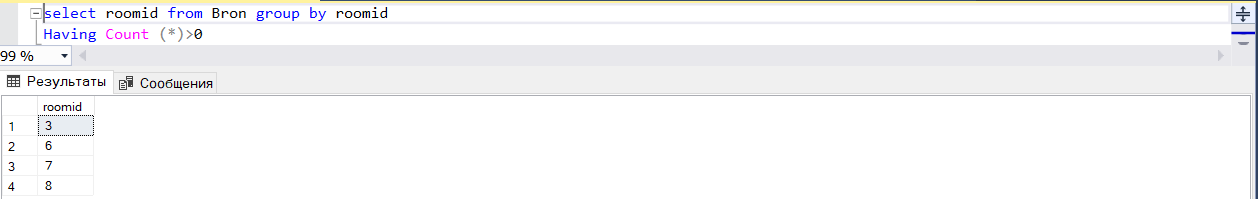 select roomid from Bron group by roomid
Having Count (*)>0
99 %
Результаты Сообщения
roomid
1 3
2 6
3 7
4 8